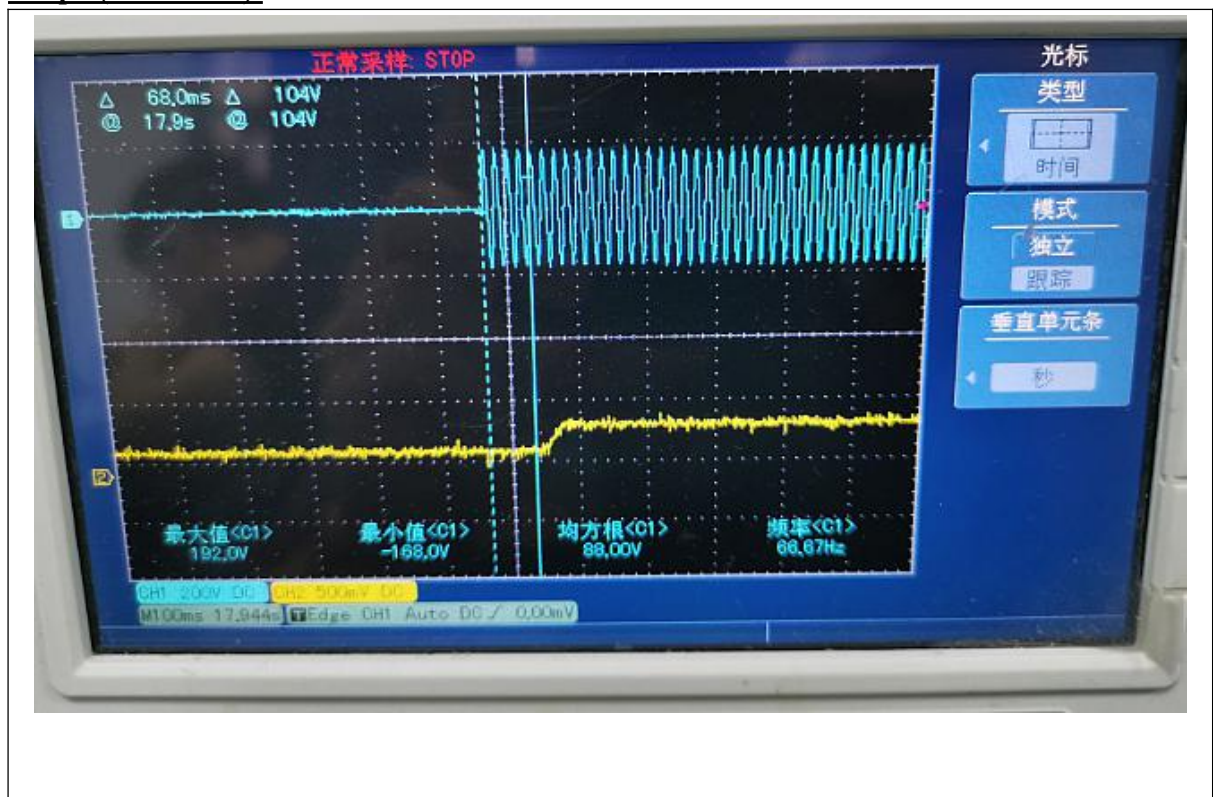 正常采样: STOP
光标
△ 68.0ms △ 104V
@ 17.9s @ 104V
类型
时间
模式
独立
跟踪
垂直单元条
秒
1
2
最大值<C1> 最小值<C1> 均方根<C1> 频率<C1>
192.0V -168.0V 88.00V 66.67Hz
CH1 200V DC CH2 500mV DC
M100ms 17.944s T Edge CH1 Auto DC / 0.00mV